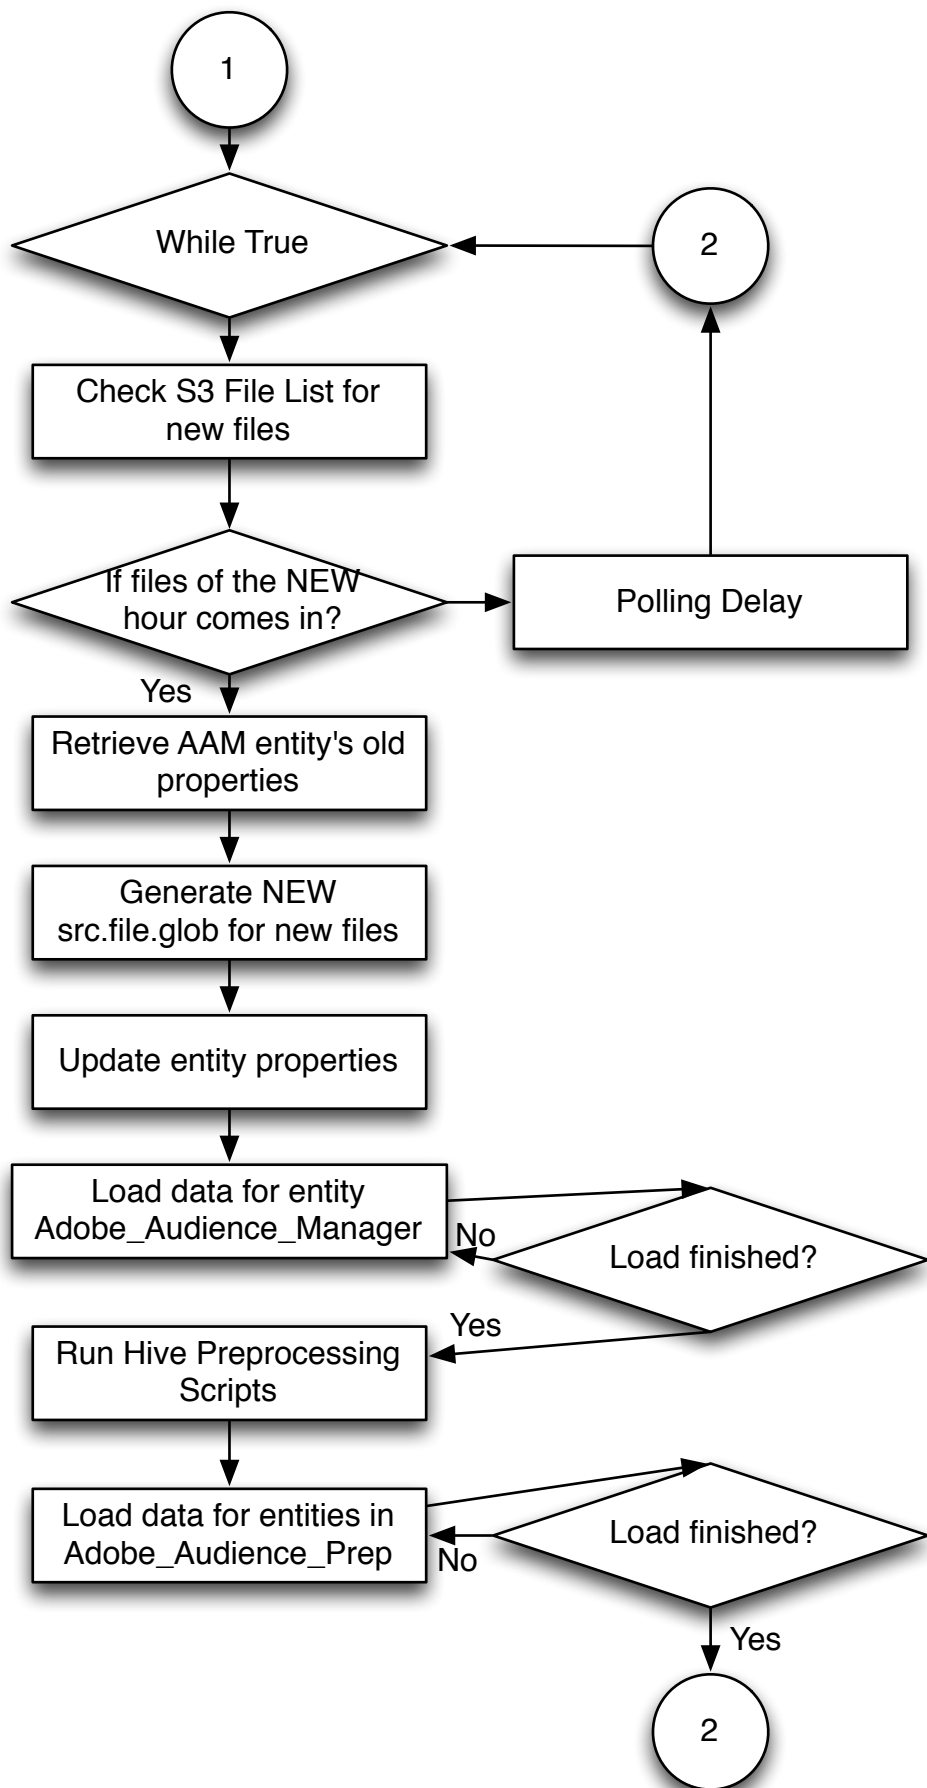 1
While True
2
Check S3 File List for
new files
If files of the NEW
hour comes in?
Polling Delay
Yes
Retrieve AAM entity's old
properties
Generate NEW
src.file.glob for new files
Update entity properties
Load data for entity
Adobe_Audience_Manager
No
Load finished?
Yes
Run Hive Preprocessing
Scripts
Load data for entities in
Adobe_Audience_Prep
No
Load finished?
Yes
2